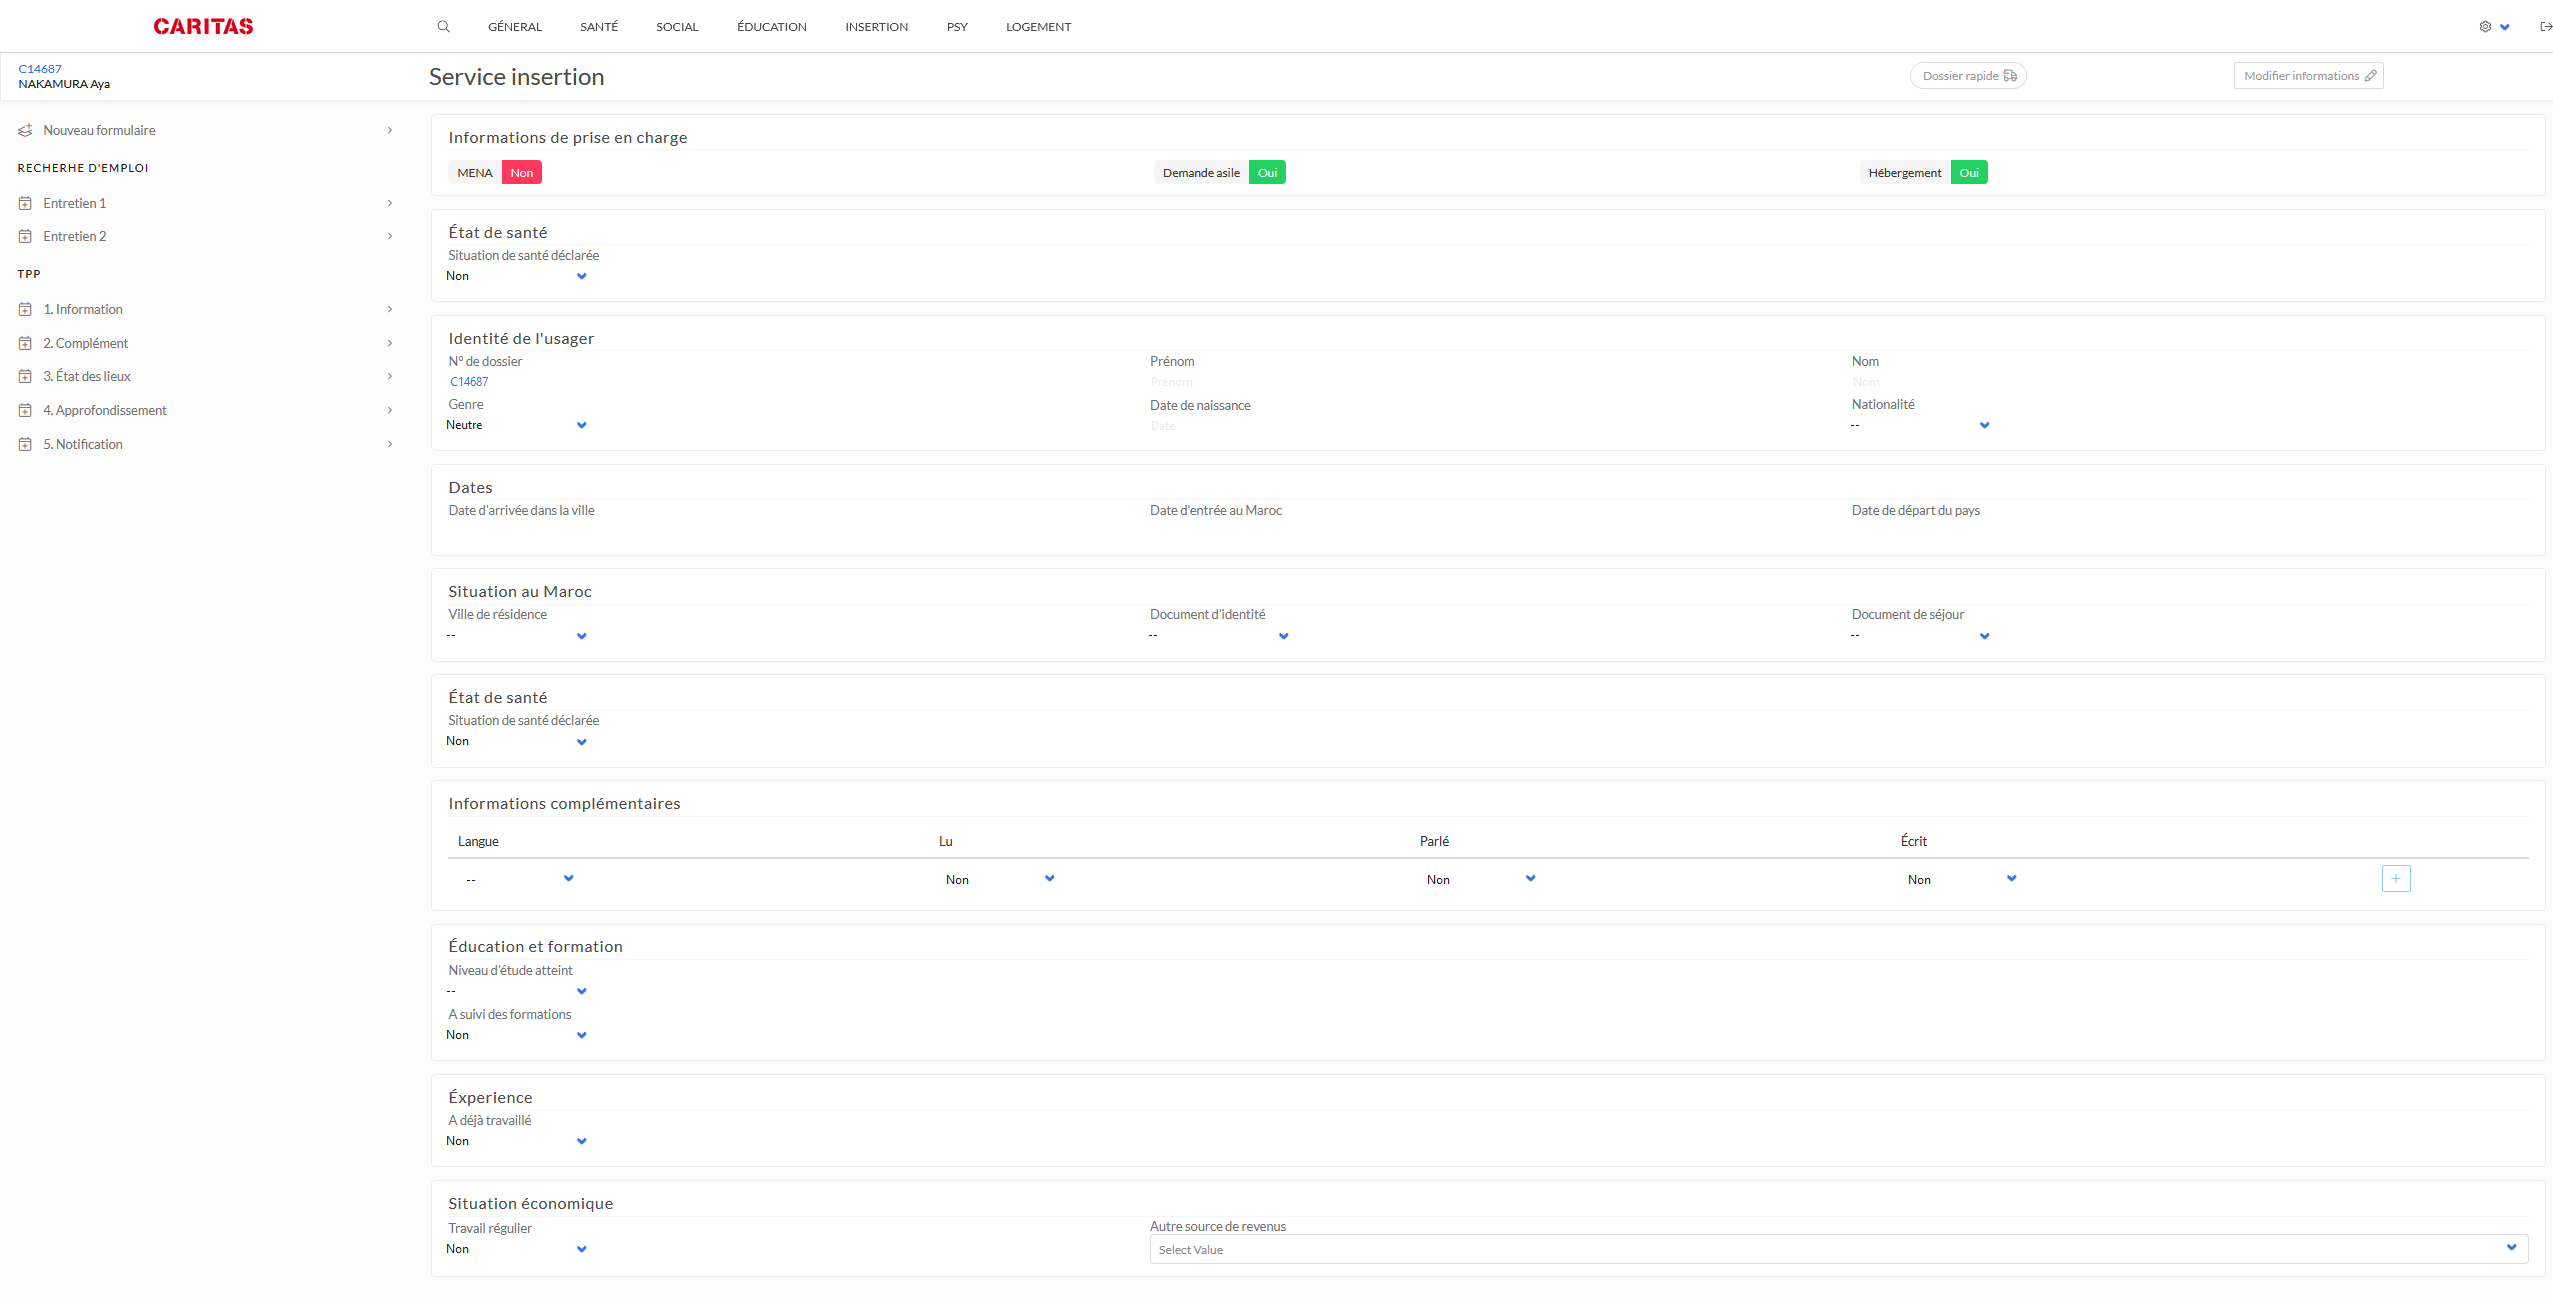 CARITAS
GÉNERAL SANTÉ SOCIAL ÉDUCATION INSERTION PSY LOGEMENT
C14687
NAKAMURA Aya
Service insertion
Dossier rapide
Modifier informations
Nouveau formulaire
RECHERHE D'EMPLOI
Entretien 1
Entretien 2
TPP
1. Information
2. Complément
3. État des lieux
4. Approfondissement
5. Notification
Informations de prise en charge
MENA Non Demande asile Oui Hébergement Oui
État de santé
Situation de santé déclarée
Non
Identité de l'usager
N° de dossier Prénom Nom
C14687 Prenom Nom
Genre Date de naissance Nationalité
Neutre Date --
Dates
Date d'arrivée dans la ville Date d'entrée au Maroc Date de départ du pays
Situation au Maroc
Ville de résidence Document d'identité Document de séjour
-- -- --
État de santé
Situation de santé déclarée
Non
Informations complémentaires
Langue Lu Parlé Écrit
-- Non Non Non +
Éducation et formation
Niveau d'étude atteint
--
A suivi des formations
Non
Éxperience
A déjà travaillé
Non
Situation économique
Travail régulier Autre source de revenus
Non Select Value